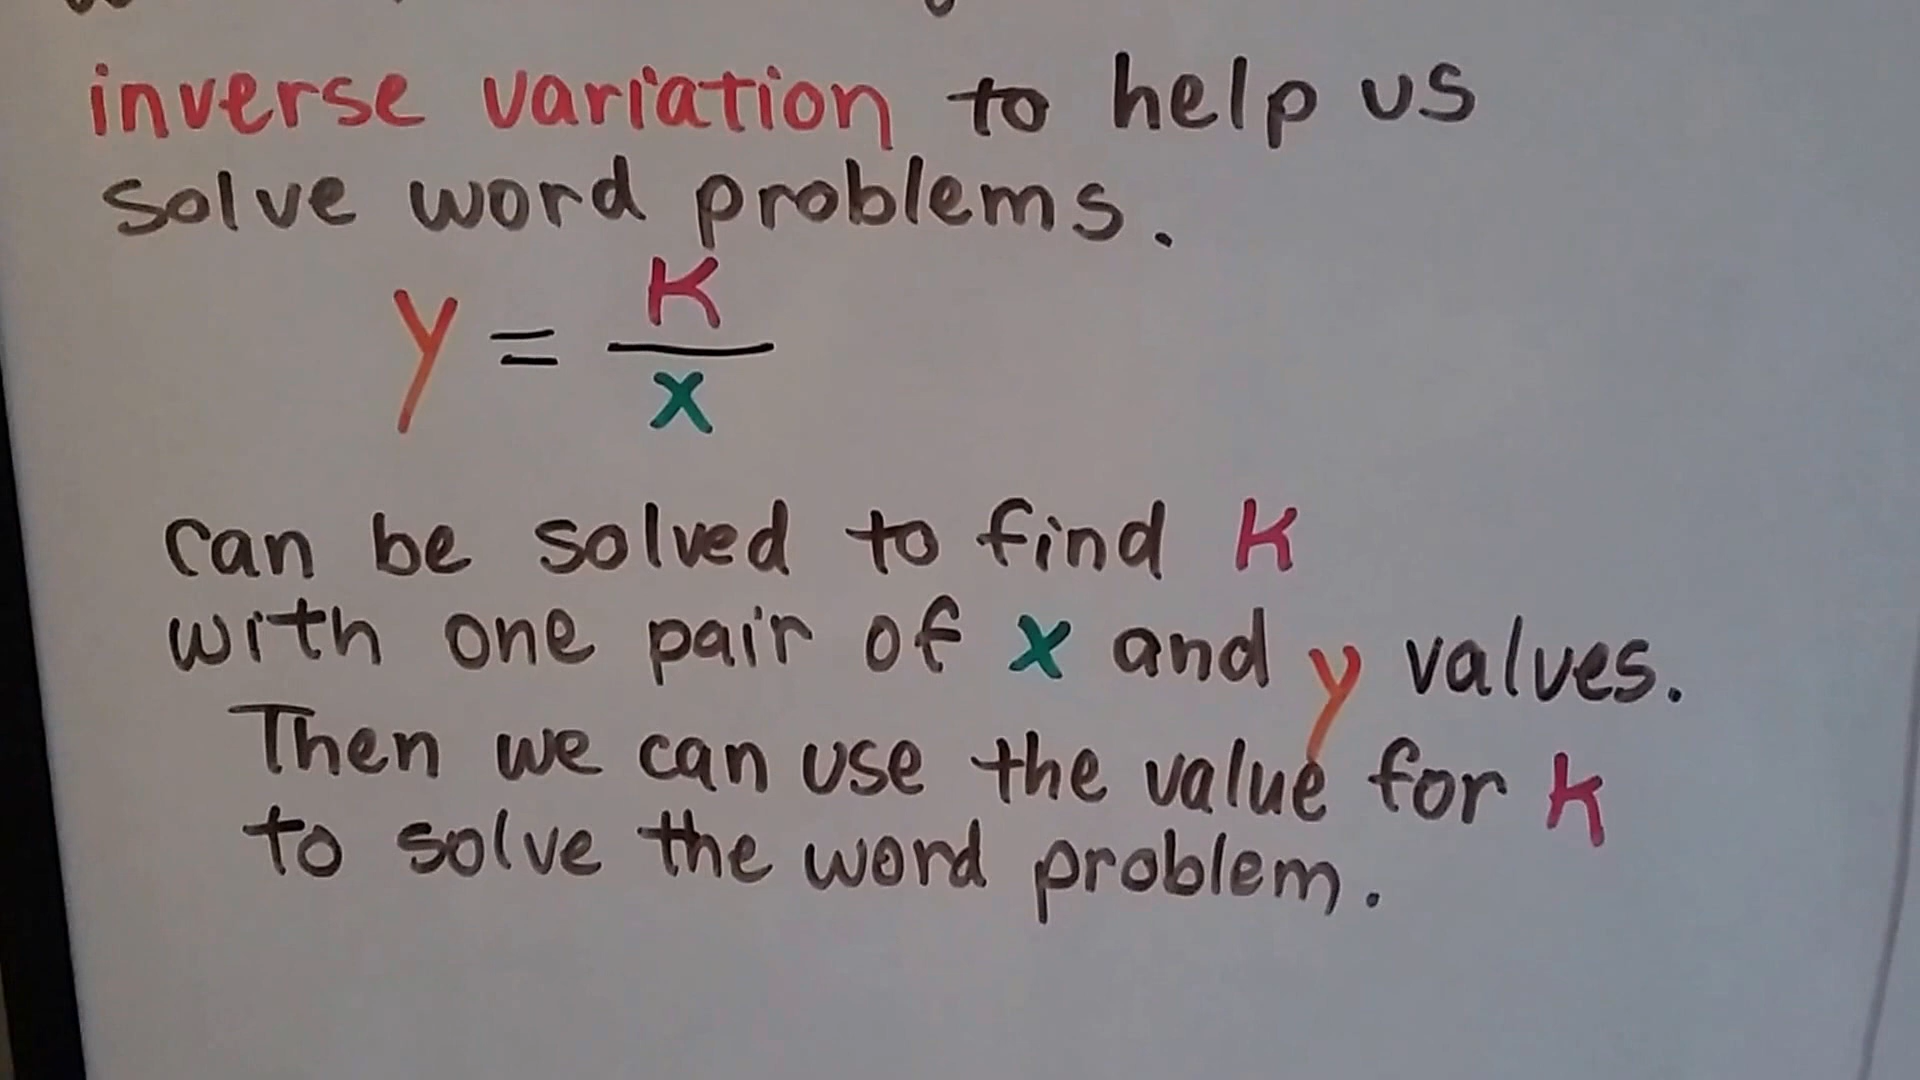 inverse variation to help us
solve word problems.
y = K/x
can be solved to find K
with one pair of x and y values.
Then we can use the value for K
to solve the word problem.